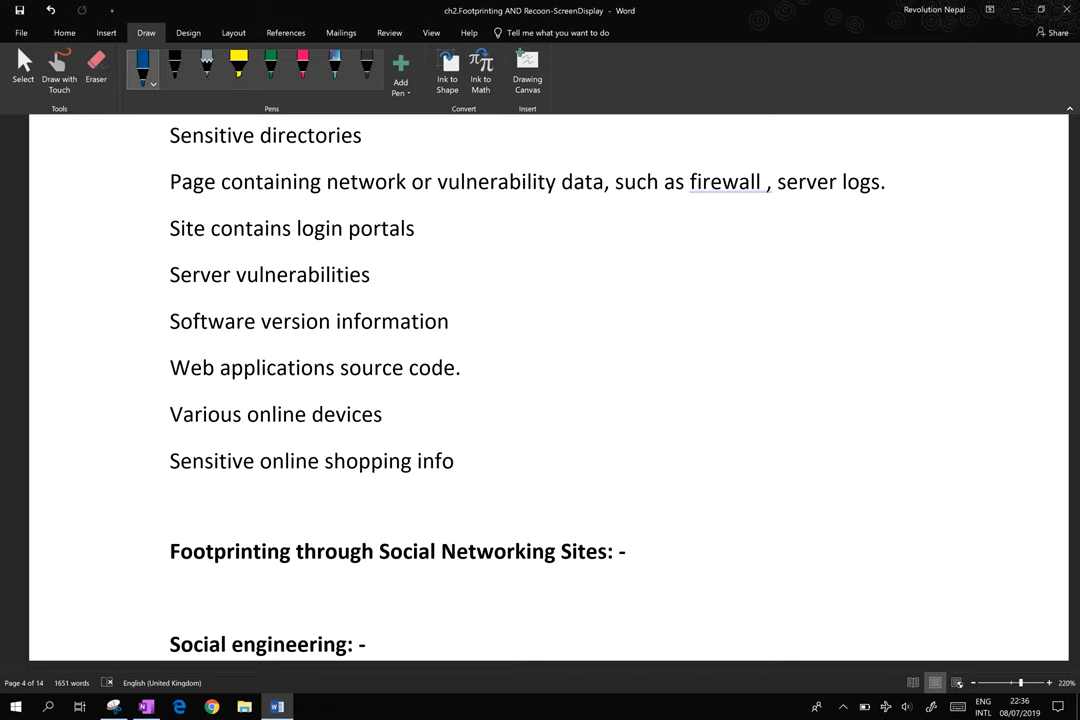 ch2.Footprinting AND Recoon-ScreenDisplay - Word
Revolution Nepal
File Home Insert Draw Design Layout References Mailings Review View Help Tell me what you want to do Share
Select
Draw with Touch
Eraser
Add Pen
Ink to Shape
Ink to Math
Drawing Canvas
Tools Pens Convert Insert
Sensitive directories
Page containing network or vulnerability data, such as firewall , server logs.
Site contains login portals
Server vulnerabilities
Software version information
Web applications source code.
Various online devices
Sensitive online shopping info
Footprinting through Social Networking Sites: -
Social engineering: -
Page 4 of 14 1651 words English (United Kingdom) 220%
ENG 22:36
INTL 08/07/2019